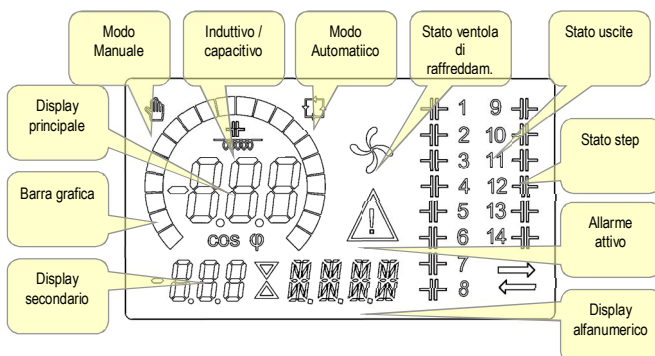 Modo
Manuale
Induttivo /
capacitivo
Modo
Automatiico
Stato ventola
di
raffreddam.
Stato uscite
Display
principale
Barra grafica
Display
secondario
cos φ
1 9
2 10
3 11
4 12
5 13
6 14
7
8
Stato step
Allarme
attivo
Display
alfanumerico